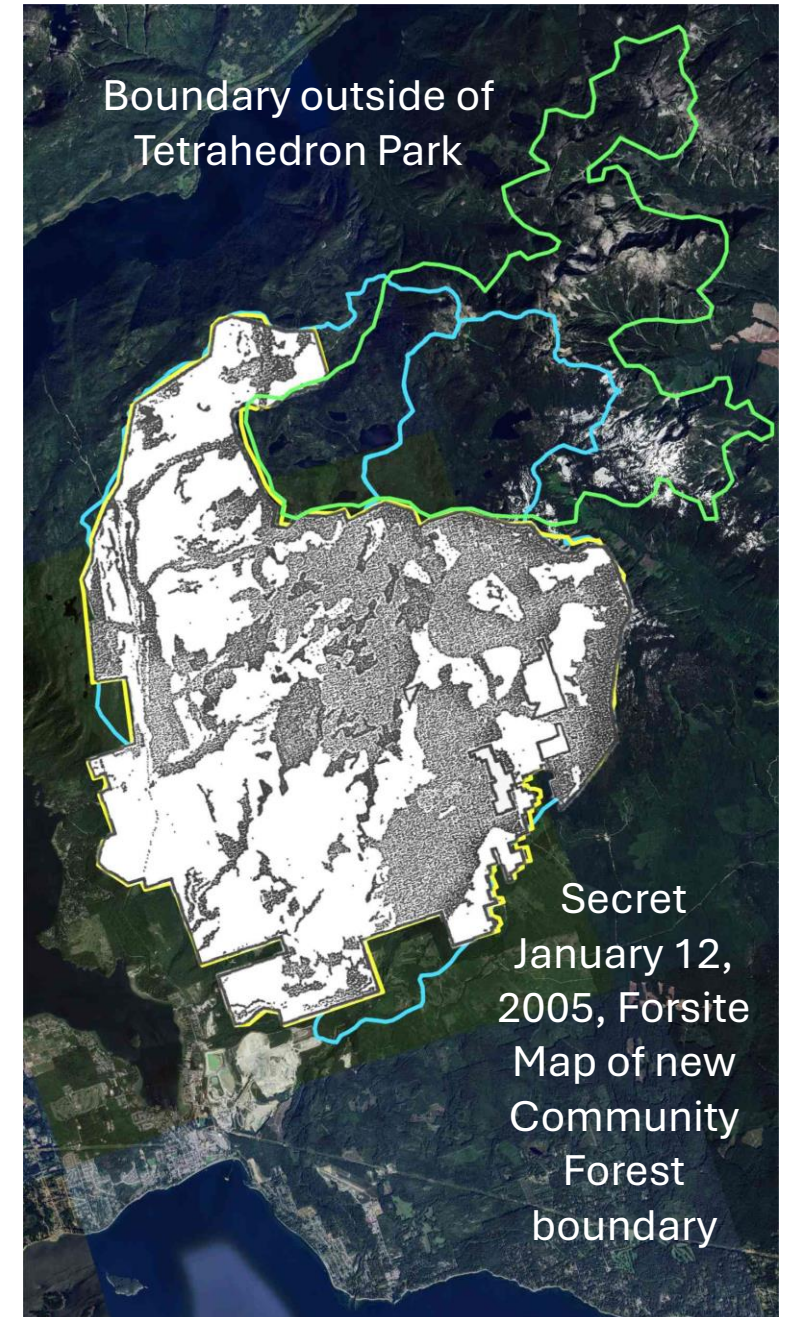 Boundary outside of
Tetrahedron Park
Secret
January 12,
2005, Forsite
Map of new
Community
Forest
boundary